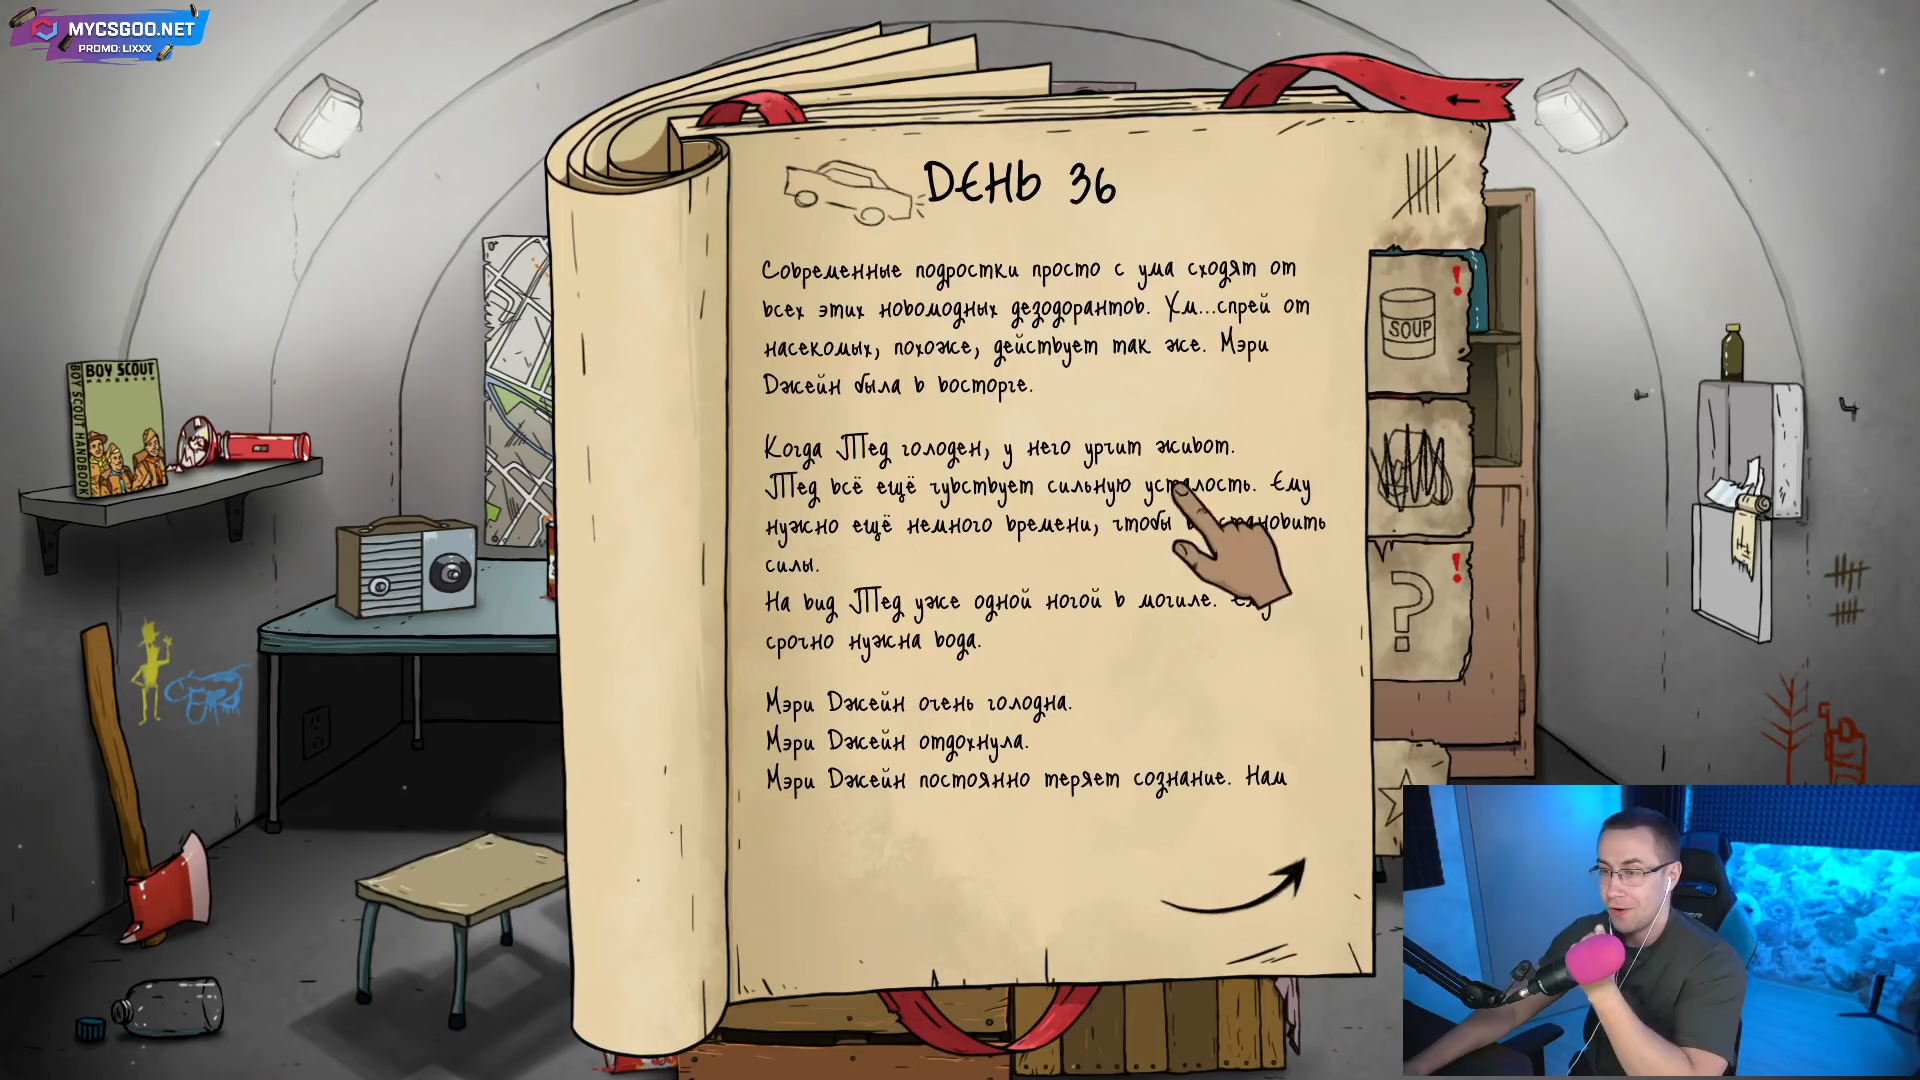 MYCSGOO.NET
PROMO: LIXXX
ДЕНЬ 36
Современные подростки просто с ума сходят от
всех этих новомодных дезодорантов. Хм...спрей от
насекомых, похоже, действует так же. Мэри
Джейн была в восторге.
Когда Тед голоден, у него урчит живот.
Тед всё ещё чувствует сильную усталость. Ему
нужно ещё немного времени, чтобы восстановить
силы.
На вид Тед уже одной ногой в могиле. Ему
срочно нужна вода.
Мэри Джейн очень голодна.
Мэри Джейн отдохнула.
Мэри Джейн постоянно теряет сознание. Нам
SOUP
!
?
!
BOY SCOUT
HANDBOOK
BOY SCOUT HANDBOOK